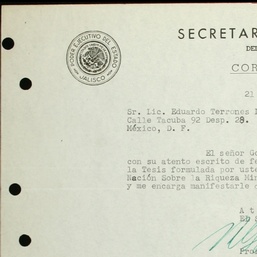 PODER EJECUTIVO DEL ESTADO
JALISCO
SECRETAR
DE
COR
21
Sr. Lic. Eduardo Terrones
Calle Tacuba 92 Desp. 28.
México, D. F.
El señor Go
con su atento escrito de fe
la Tesis formulada por uste
Nación Sobre la Riqueza Min
y me encarga manifestarle
A t